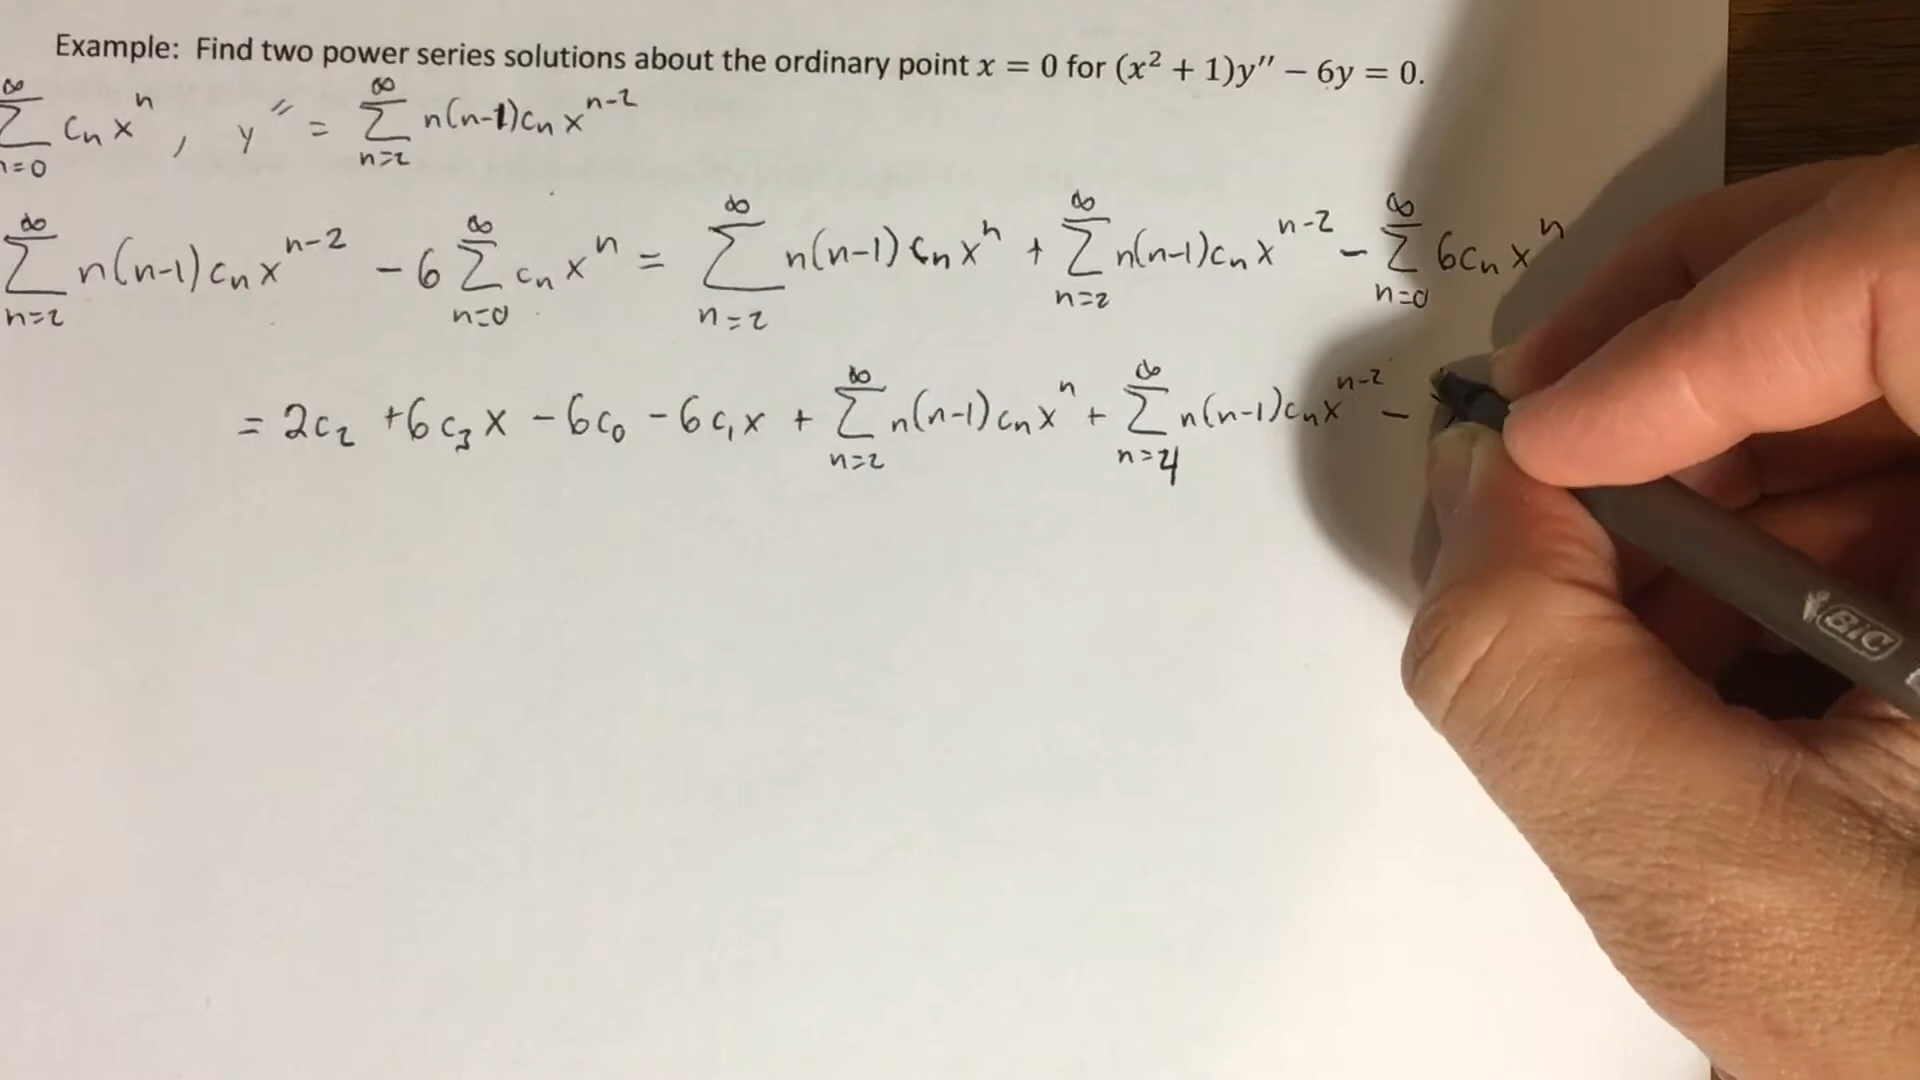 Example: Find two power series solutions about the ordinary point x = 0 for (x² + 1)y″ − 6y = 0.
∞ ∑ n=0 cₙxⁿ , y″ = ∞ ∑ n=2 n(n-1)cₙxⁿ⁻²
∞ ∑ n=2 n(n-1)cₙxⁿ⁻² - 6 ∞ ∑ n=0 cₙxⁿ = ∞ ∑ n=2 n(n-1)cₙxⁿ + ∞ ∑ n=2 n(n-1)cₙxⁿ⁻² - ∞ ∑ n=0 6cₙxⁿ
= 2c₂ + 6c₃x - 6c₀ - 6c₁x + ∞ ∑ n=2 n(n-1)cₙxⁿ + ∞ ∑ n=4 n(n-1)cₙxⁿ⁻² -
BiC